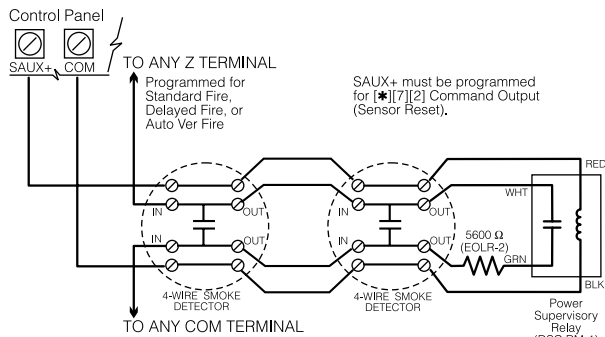 Control Panel
SAUX+ COM
TO ANY Z TERMINAL
Programmed for
Standard Fire,
Delayed Fire, or
Auto Ver Fire
SAUX+ must be programmed
for [✱][7][2] Command Output
(Sensor Reset).
RED
WHT
IN OUT IN OUT
5600 Ω
(EOLR-2)
IN OUT IN OUT
GRN
BLK
4-WIRE SMOKE
DETECTOR
4-WIRE SMOKE
DETECTOR
Power
Supervisory
Relay
(DSC RM-1)
TO ANY COM TERMINAL